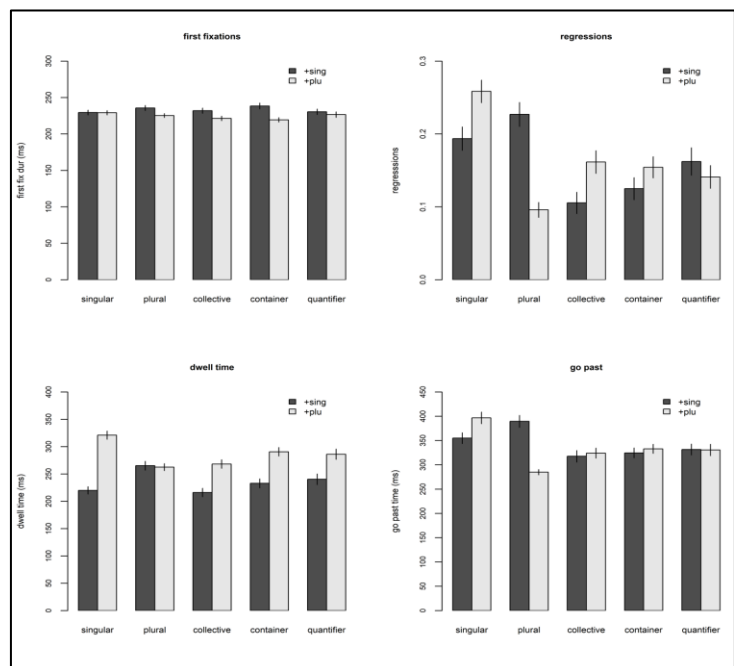 first fixations
first fix dur (ms)
300
250
200
150
100
50
0
+sing
+plu
singular plural collective container quantifier
regressions
regresssions
0.3
0.2
0.1
0.0
+sing
+plu
singular plural collective container quantifier
dwell time
dwell time (ms)
400
350
300
250
200
150
100
50
0
+sing
+plu
singular plural collective container quantifier
go past
go past time (ms)
450
400
350
300
250
200
150
100
50
0
+sing
+plu
singular plural collective container quantifier